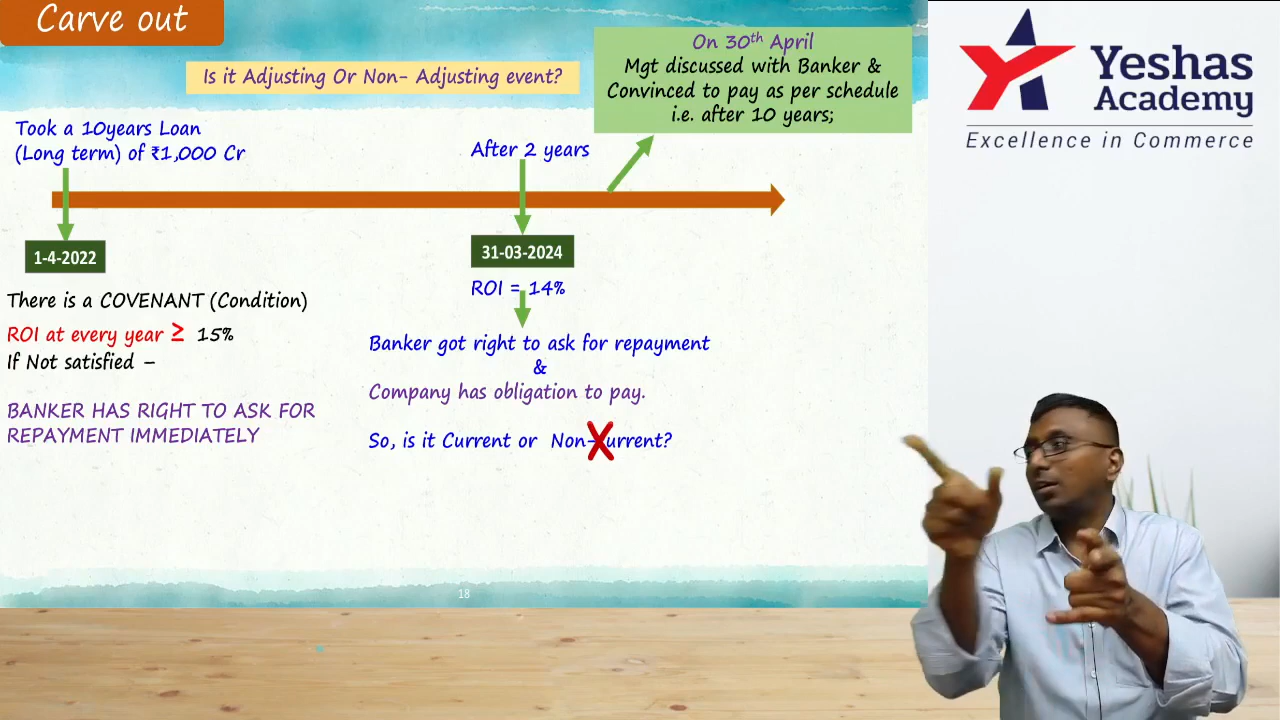 Carve out
Is it Adjusting Or Non- Adjusting event?
On 30th April
Mgt discussed with Banker &
Convinced to pay as per schedule
i.e. after 10 years;
Yeshas
Academy
Excellence in Commerce
Took a 10years Loan
(Long term) of ₹1,000 Cr
After 2 years
1-4-2022
31-03-2024
There is a COVENANT (Condition)
ROI at every year ≥ 15%
If Not satisfied –
BANKER HAS RIGHT TO ASK FOR
REPAYMENT IMMEDIATELY
ROI = 14%
Banker got right to ask for repayment
&
Company has obligation to pay.
So, is it Current or Non-Current?
18